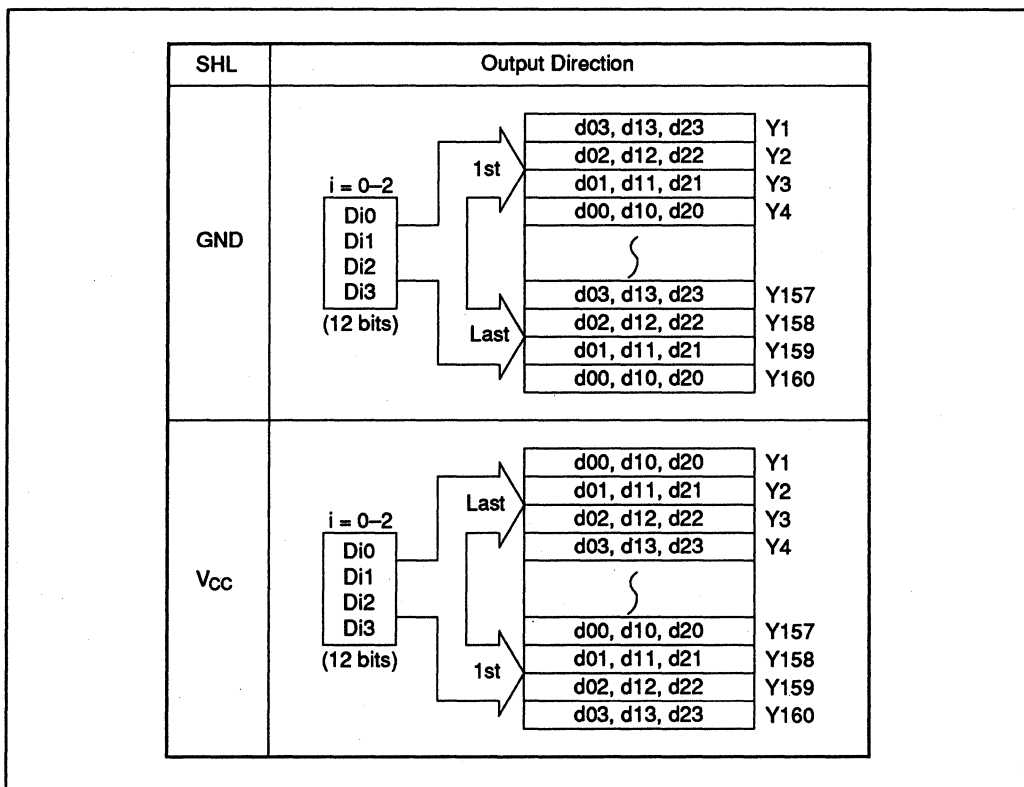 SHL Output Direction
GND
i = 0–2
Di0
Di1
Di2
Di3
(12 bits)
1st
Last
d03, d13, d23 Y1
d02, d12, d22 Y2
d01, d11, d21 Y3
d00, d10, d20 Y4
d03, d13, d23 Y157
d02, d12, d22 Y158
d01, d11, d21 Y159
d00, d10, d20 Y160
VCC
i = 0–2
Di0
Di1
Di2
Di3
(12 bits)
Last
1st
d00, d10, d20 Y1
d01, d11, d21 Y2
d02, d12, d22 Y3
d03, d13, d23 Y4
d00, d10, d20 Y157
d01, d11, d21 Y158
d02, d12, d22 Y159
d03, d13, d23 Y160